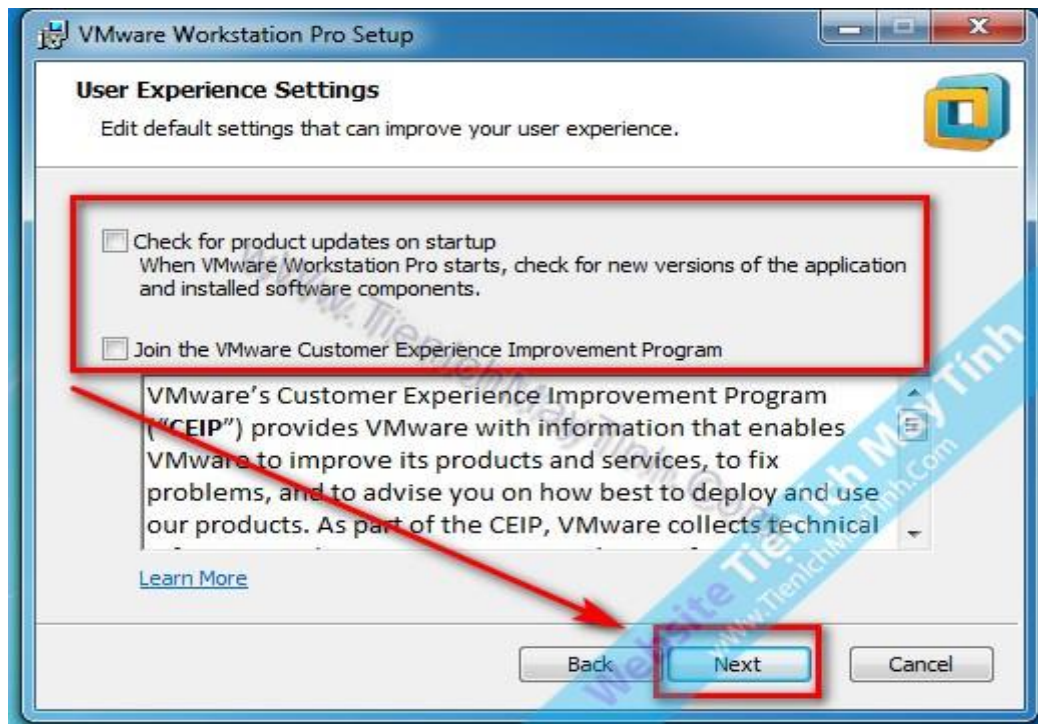 VMware Workstation Pro Setup
User Experience Settings
Edit default settings that can improve your user experience.
Check for product updates on startup
When VMware Workstation Pro starts, check for new versions of the application
and installed software components.
Join the VMware Customer Experience Improvement Program
VMware's Customer Experience Improvement Program
("CEIP") provides VMware with information that enables
VMware to improve its products and services, to fix
problems, and to advise you on how best to deploy and use
our products. As part of the CEIP, VMware collects technical
Learn More
Back Next Cancel
www.TienIchMayTinh.Com
Website Tiện Ích Máy Tính
www.TienIchMayTinh.Com